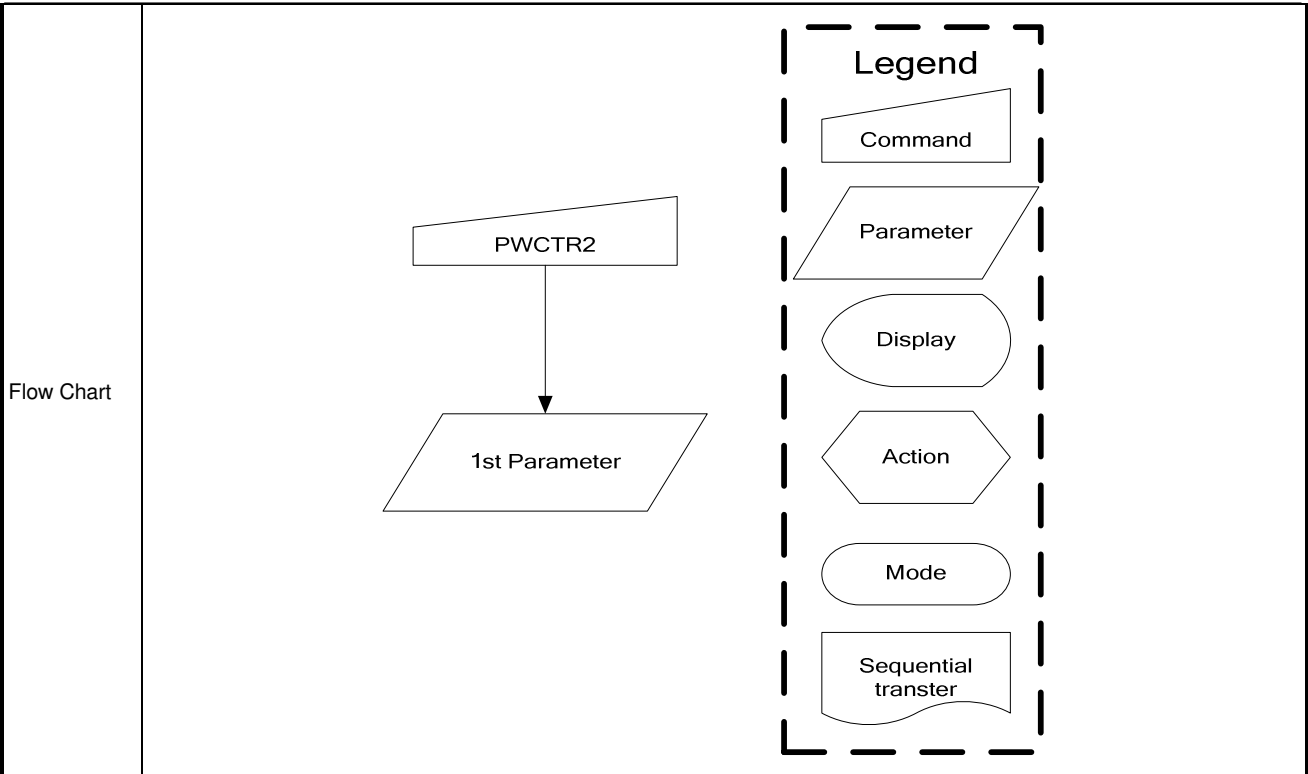 Flow Chart
PWCTR2
1st Parameter
Legend
Command
Parameter
Display
Action
Mode
Sequential
transter